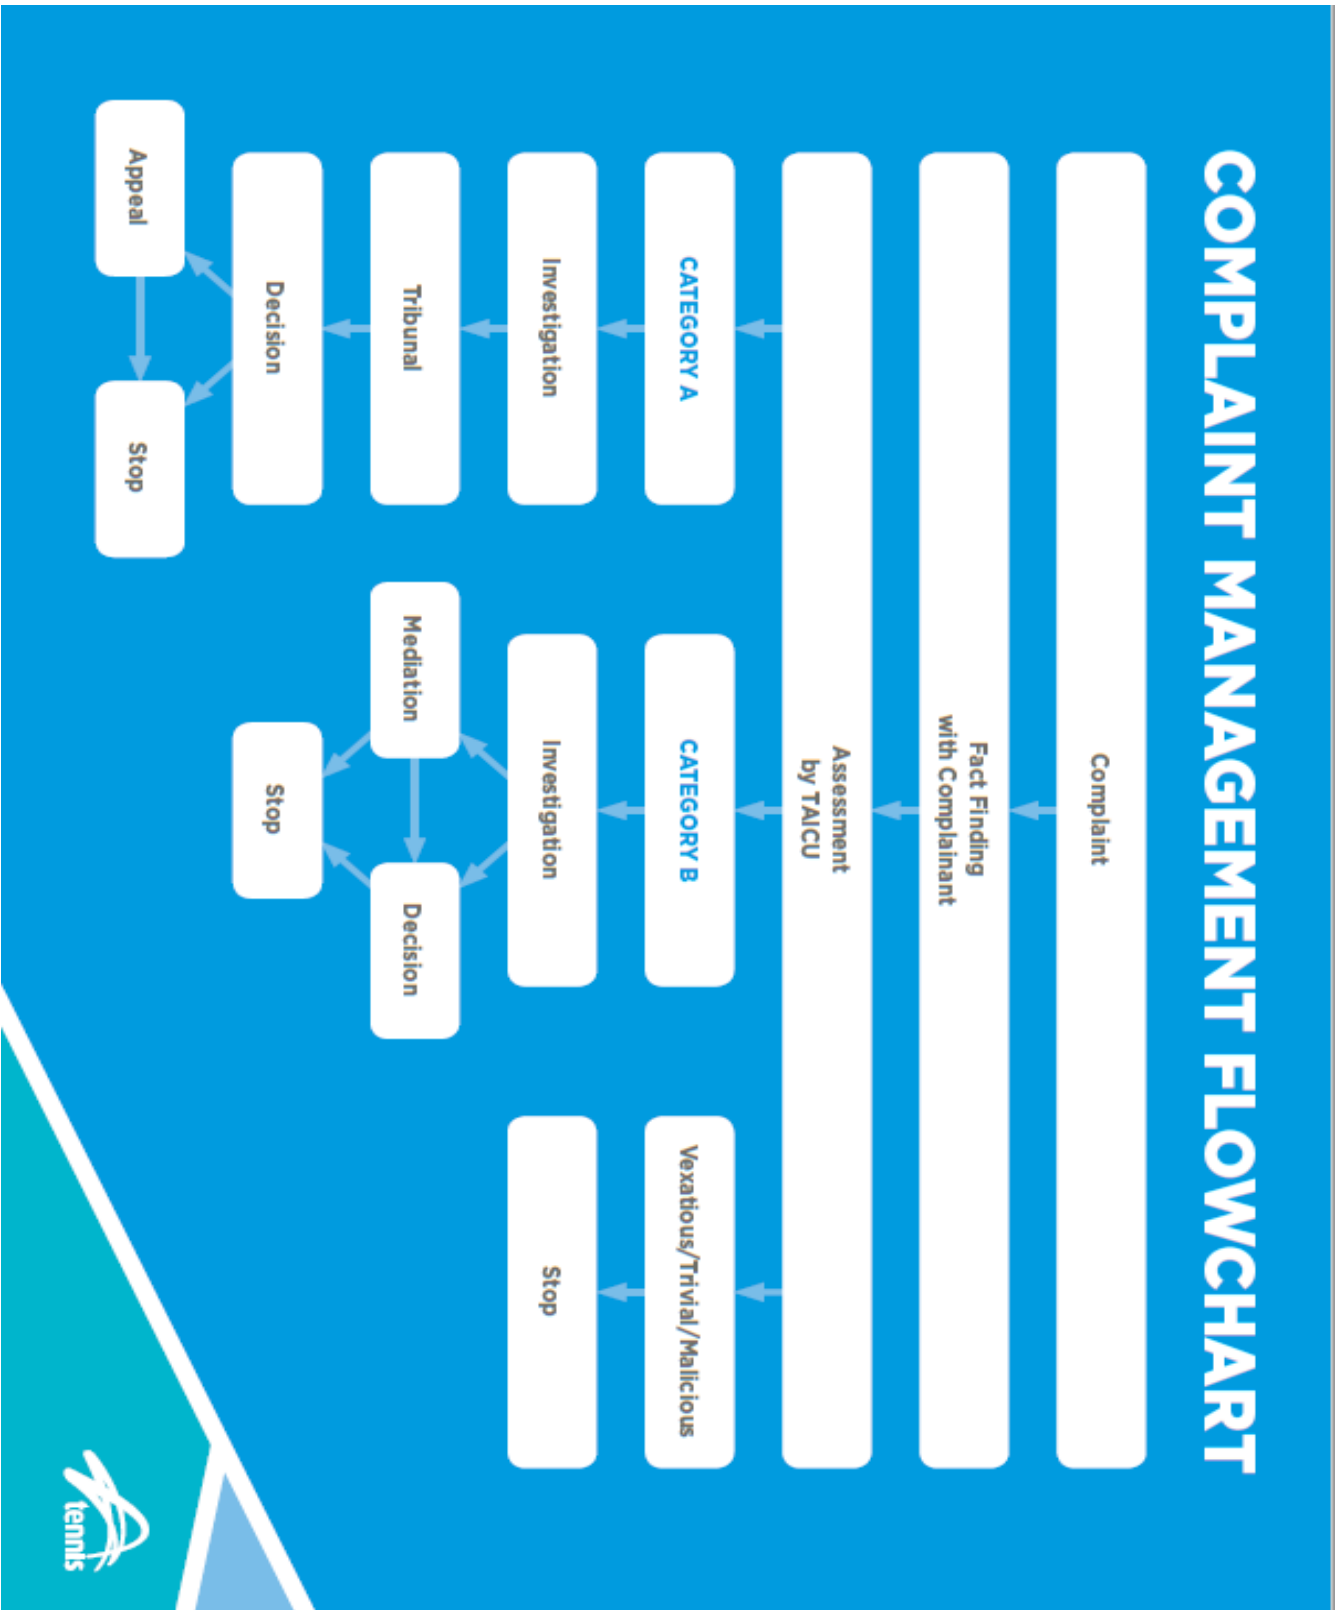 COMPLAINT MANAGEMENT FLOWCHART
Complaint
Fact Finding
with Complainant
Assessment
by TAICU
CATEGORY A
CATEGORY B
Vexatious/Trivial/Malicious
Investigation
Investigation
Stop
Tribunal
Mediation
Decision
Decision
Stop
Appeal
Stop
tennis